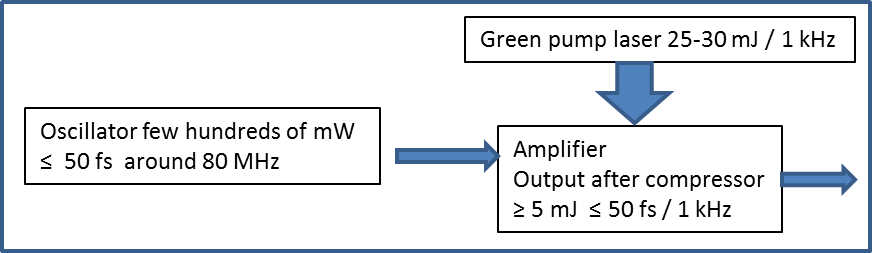 Green pump laser 25-30 mJ / 1 kHz
Oscillator few hundreds of mW
≤ 50 fs around 80 MHz
Amplifier
Output after compressor
≥ 5 mJ ≤ 50 fs / 1 kHz